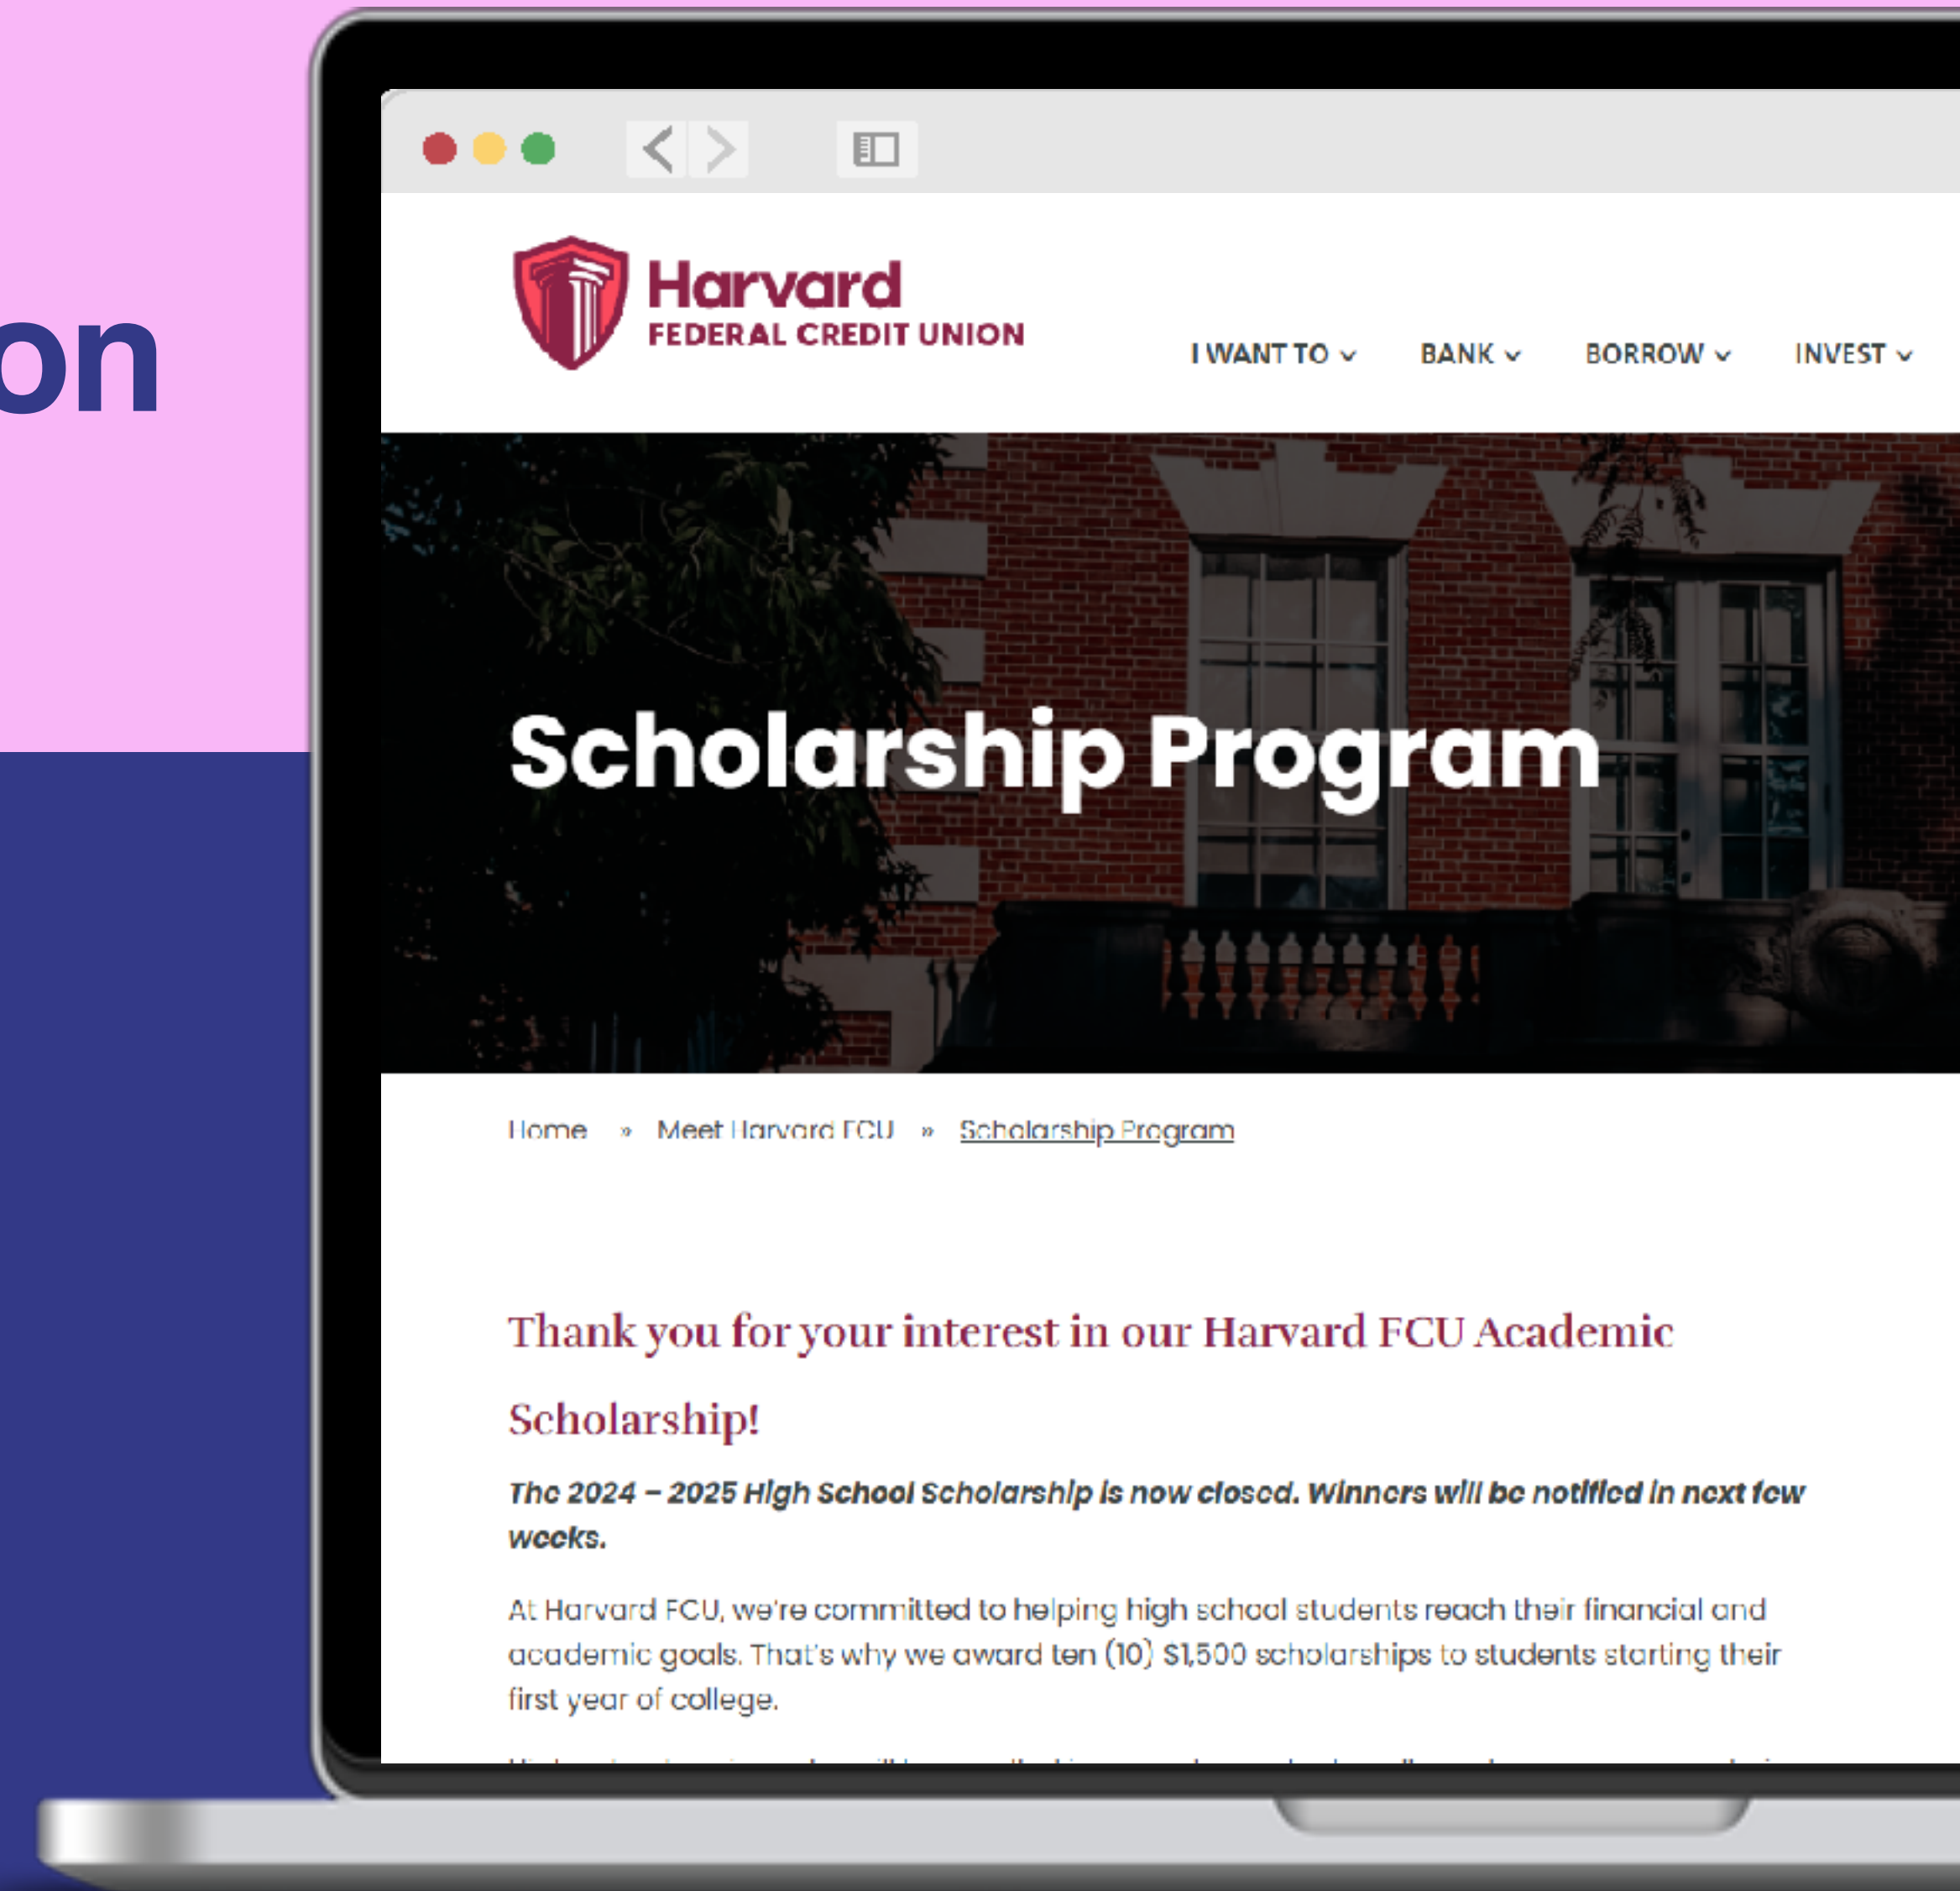 on
Harvard
FEDERAL CREDIT UNION
I WANT TO
BANK
BORROW
INVEST
Scholarship Program
Home » Meet Harvard FCU » Scholarship Program
Thank you for your interest in our Harvard FCU Academic
Scholarship!
The 2024 – 2025 High School Scholarship is now closed. Winners will be notified in next few
weeks.
At Harvard FCU, we're committed to helping high school students reach their financial and
academic goals. That's why we award ten (10) $1,500 scholarships to students starting their
first year of college.